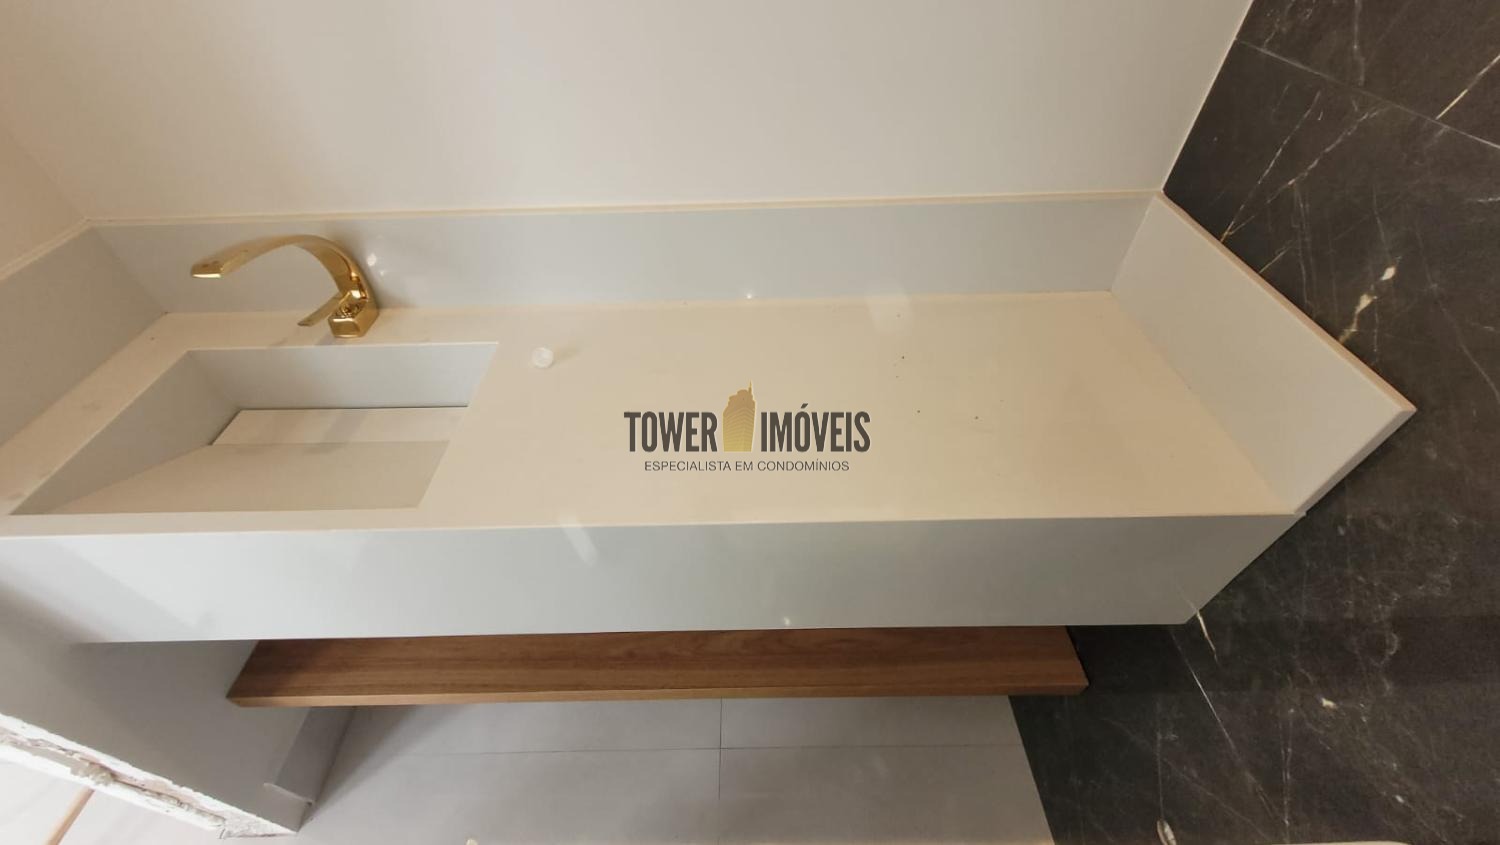 TOWER IMÓVEIS
ESPECIALISTA EM CONDOMÍNIOS